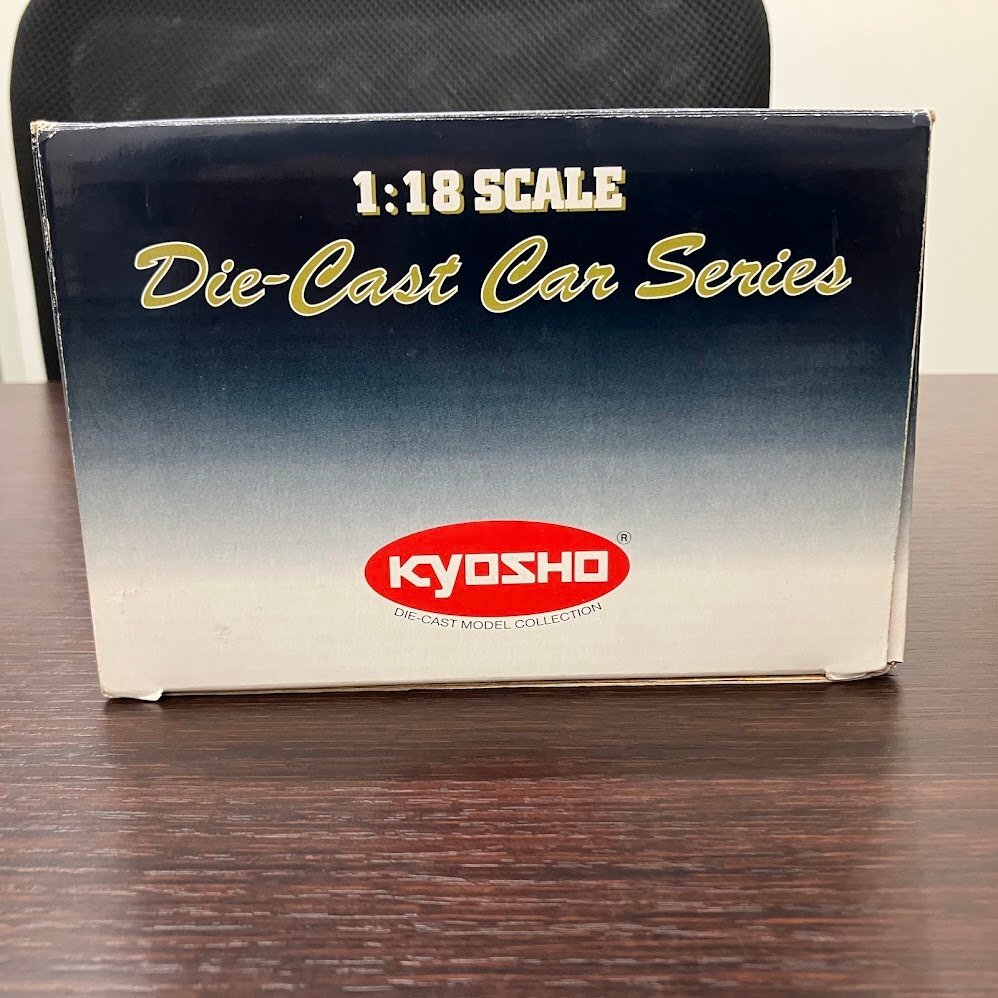 1:18 SCALE
Die-Cast Car Series
KYOSHO ®
DIE-CAST MODEL COLLECTION